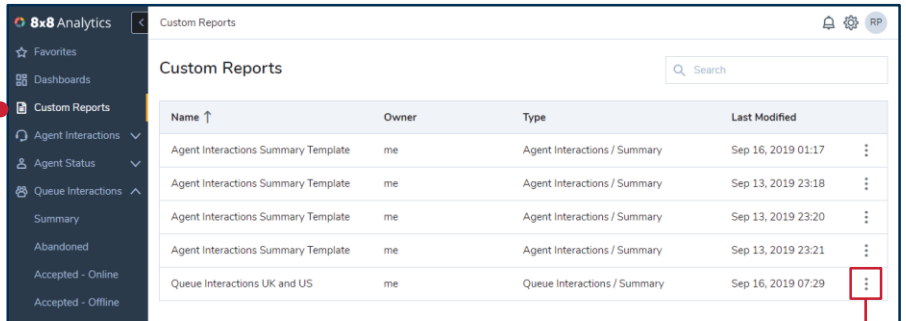 8x8 Analytics
<
Favorites
Dashboards
Custom Reports
Agent Interactions
Agent Status
Queue Interactions
Summary
Abandoned
Accepted - Online
Accepted - Offline
Custom Reports
RP
Custom Reports
Search
Name ↑ Owner Type Last Modified
Agent Interactions Summary Template me Agent Interactions / Summary Sep 16, 2019 01:17
Agent Interactions Summary Template me Agent Interactions / Summary Sep 13, 2019 23:18
Agent Interactions Summary Template me Agent Interactions / Summary Sep 13, 2019 23:20
Agent Interactions Summary Template me Agent Interactions / Summary Sep 13, 2019 23:21
Queue Interactions UK and US me Queue Interactions / Summary Sep 16, 2019 07:29